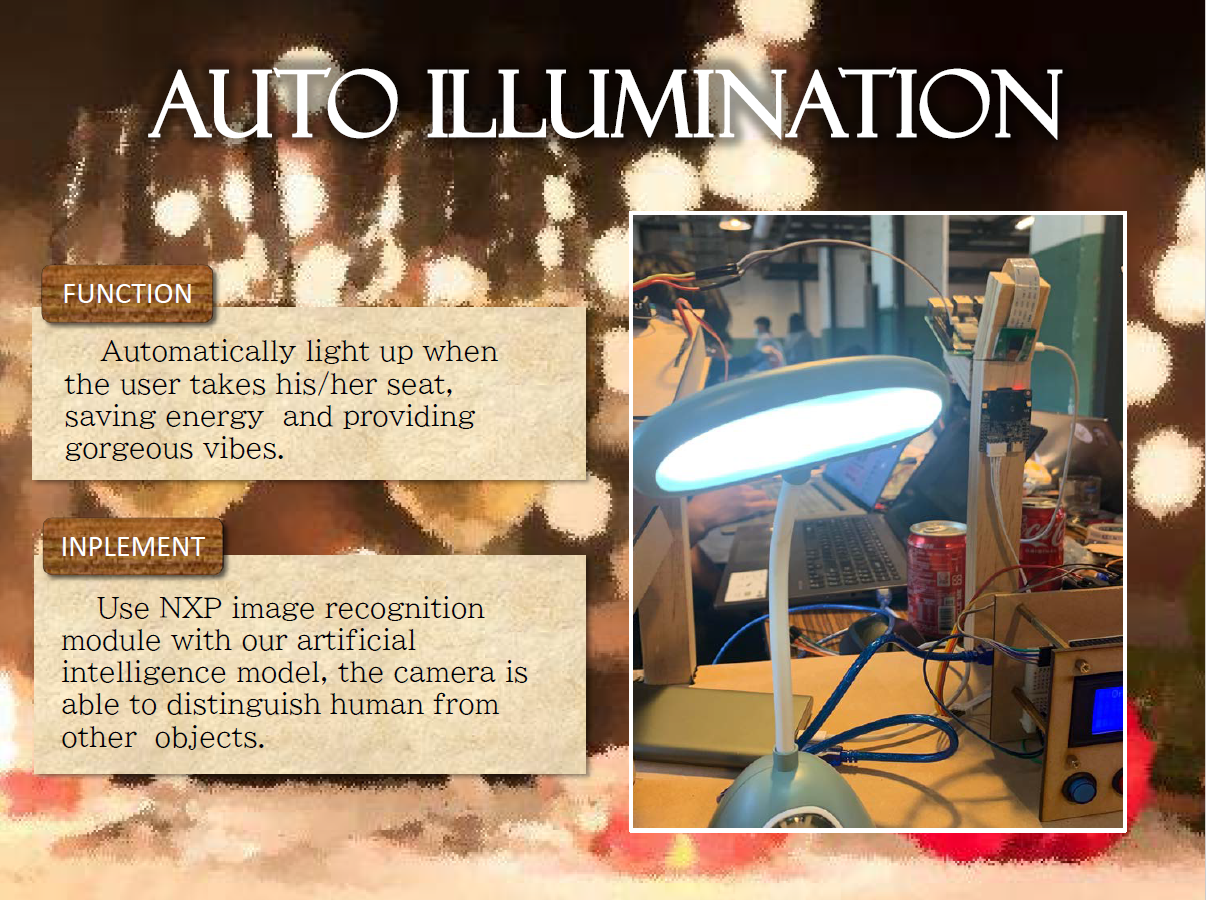 AUTO ILLUMINATION
FUNCTION
Automatically light up when
the user takes his/her seat,
saving energy  and providing
gorgeous vibes.
INPLEMENT
Use NXP image recognition
module with our artificial
intelligence model, the camera is
able to distinguish human from
other  objects.